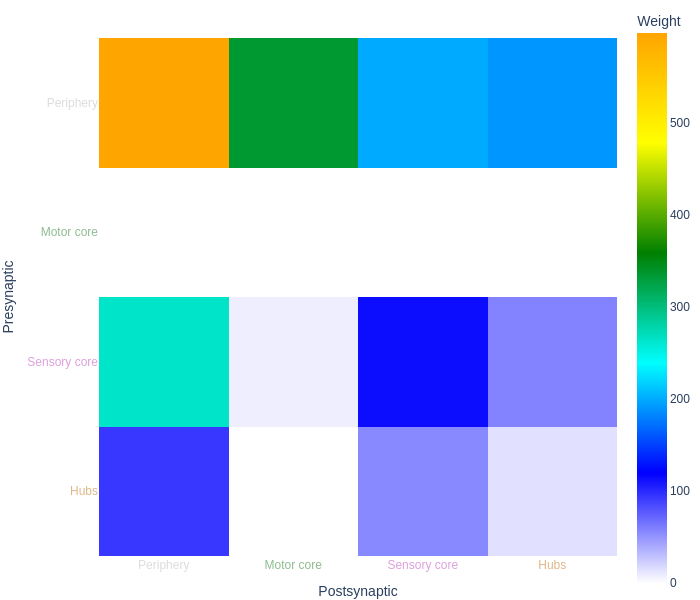 Weight
Periphery
Motor core
Sensory core
Hubs
Presynaptic
Periphery
Motor core
Sensory core
Hubs
Postsynaptic
500
400
300
200
100
0